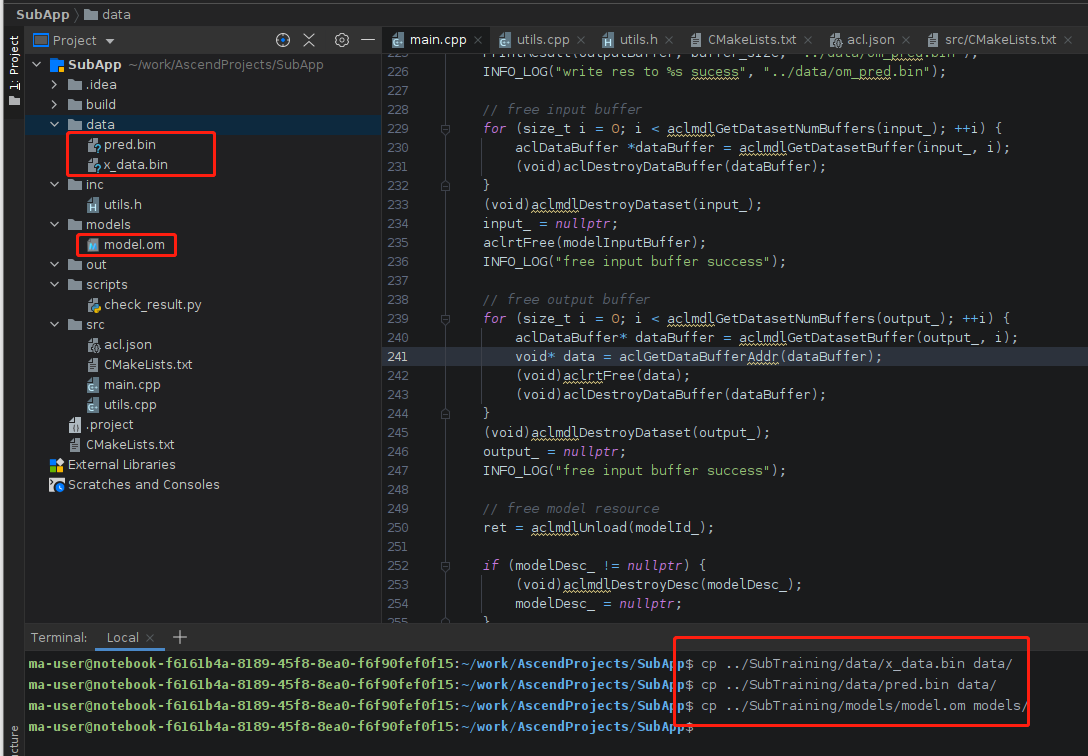 SubApp 〉 data
Project
1: Project
main.cpp × utils.cpp × utils.h × CMakeLists.txt × acl.json × src/CMakeLists.txt ×
SubApp ~/work/AscendProjects/SubApp
.idea
build
data
pred.bin
x_data.bin
inc
utils.h
models
model.om
out
scripts
check_result.py
src
acl.json
CMakeLists.txt
main.cpp
utils.cpp
.project
CMakeLists.txt
External Libraries
Scratches and Consoles
226 INFO_LOG("write res to %s sucess", "../data/om_pred.bin");
227
228 // free input buffer
229 for (size_t i = 0; i < aclmdlGetDatasetNumBuffers(input_); ++i) {
230 aclDataBuffer *dataBuffer = aclmdlGetDatasetBuffer(input_, i);
231 (void)aclDestroyDataBuffer(dataBuffer);
232 }
233 (void)aclmdlDestroyDataset(input_);
234 input_ = nullptr;
235 aclrtFree(modelInputBuffer);
236 INFO_LOG("free input buffer success");
237
238 // free output buffer
239 for (size_t i = 0; i < aclmdlGetDatasetNumBuffers(output_); ++i) {
240 aclDataBuffer* dataBuffer = aclmdlGetDatasetBuffer(output_, i);
241 void* data = aclGetDataBufferAddr(dataBuffer);
242 (void)aclrtFree(data);
243 (void)aclDestroyDataBuffer(dataBuffer);
244 }
245 (void)aclmdlDestroyDataset(output_);
246 output_ = nullptr;
247 INFO_LOG("free input buffer success");
248
249 // free model resource
250 ret = aclmdlUnload(modelId_);
251
252 if (modelDesc_ != nullptr) {
253 (void)aclmdlDestroyDesc(modelDesc_);
254 modelDesc_ = nullptr;
255 }
Terminal: Local × +
ma-user@notebook-f6161b4a-8189-45f8-8ea0-f6f90fef0f15:~/work/AscendProjects/SubApp$ cp ../SubTraining/data/x_data.bin data/
ma-user@notebook-f6161b4a-8189-45f8-8ea0-f6f90fef0f15:~/work/AscendProjects/SubApp$ cp ../SubTraining/data/pred.bin data/
ma-user@notebook-f6161b4a-8189-45f8-8ea0-f6f90fef0f15:~/work/AscendProjects/SubApp$ cp ../SubTraining/models/model.om models/
ma-user@notebook-f6161b4a-8189-45f8-8ea0-f6f90fef0f15:~/work/AscendProjects/SubApp$